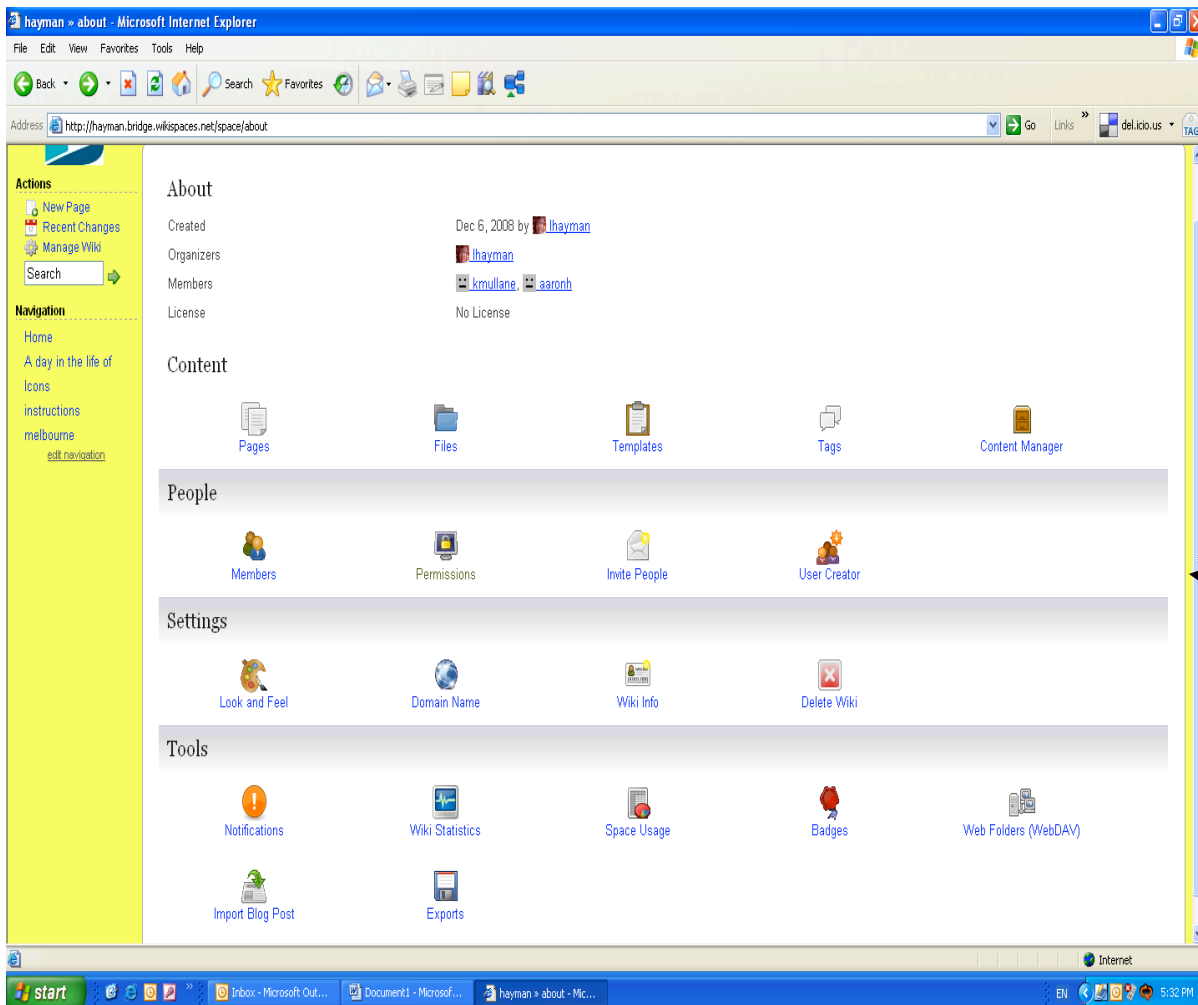 hayman » about - Microsoft Internet Explorer
File Edit View Favorites Tools Help
Back Search Favorites
Address http://hayman.bridge.wikispaces.net/space/about Go Links » del.icio.us TAG
Actions
New Page
Recent Changes
Manage Wiki
Search
Navigation
Home
A day in the life of
Icons
instructions
melbourne
edit navigation
About
Created Dec 6, 2008 by lhayman
Organizers lhayman
Members kmullane, aaronh
License No License
Content
Pages Files Templates Tags Content Manager
People
Members Permissions Invite People User Creator
Settings
Look and Feel Domain Name Wiki Info Delete Wiki
Tools
Notifications Wiki Statistics Space Usage Badges Web Folders (WebDAV)
Import Blog Post Exports
Internet
start » Inbox - Microsoft Out... Document1 - Microsof... hayman » about - Mic... EN 5:32 PM